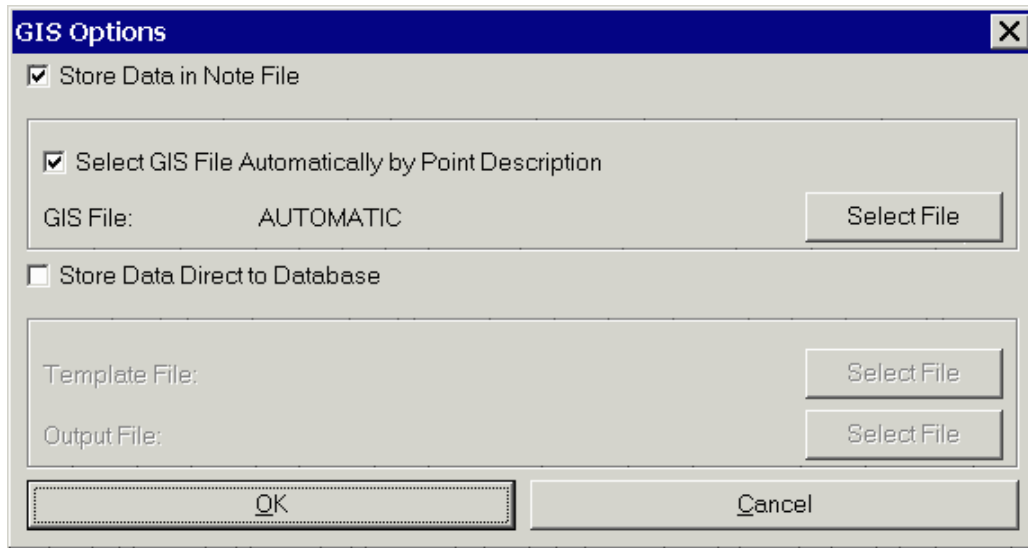 GIS Options
Store Data in Note File
Select GIS File Automatically by Point Description
GIS File: AUTOMATIC Select File
Store Data Direct to Database
Template File: Select File
Output File: Select File
OK Cancel